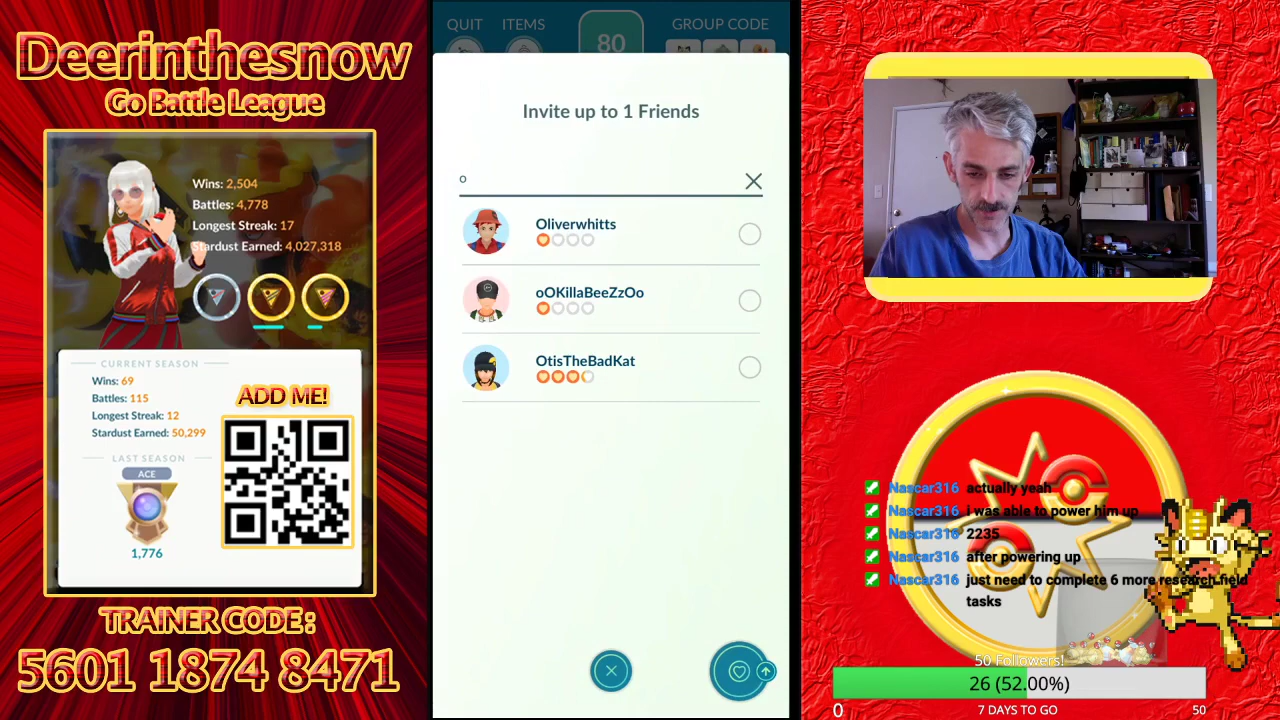 Deerinthesnow
Go Battle League
Wins: 2,504
Battles: 4,778
Longest Streak: 17
Stardust Earned: 4,027,318
CURRENT SEASON
Wins: 69
Battles: 115
Longest Streak: 12
Stardust Earned: 50,299
LAST SEASON
ACE
1,776
ADD ME!
TRAINER CODE:
5601 1874 8471
QUIT
ITEMS
80
GROUP CODE
Invite up to 1 Friends
o
Oliverwhitts
oOKillaBeeZzOo
OtisTheBadKat
Nascar316 actually yeah
Nascar316 i was able to power him up
Nascar316 2235
Nascar316 after powering up
Nascar316 just need to complete 6 more research field
tasks
50 Followers!
26 (52.00%)
0
7 DAYS TO GO
50